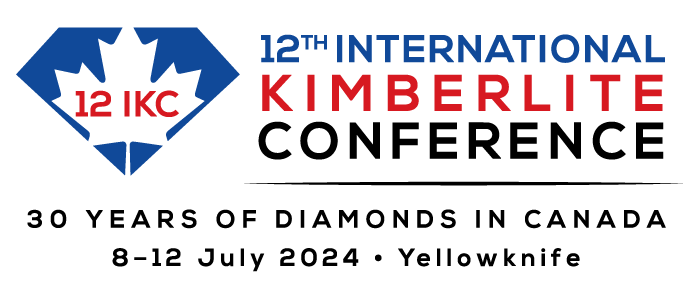 12 IKC
12TH INTERNATIONAL
KIMBERLITE
CONFERENCE
30 YEARS OF DIAMONDS IN CANADA
8–12 July 2024 • Yellowknife